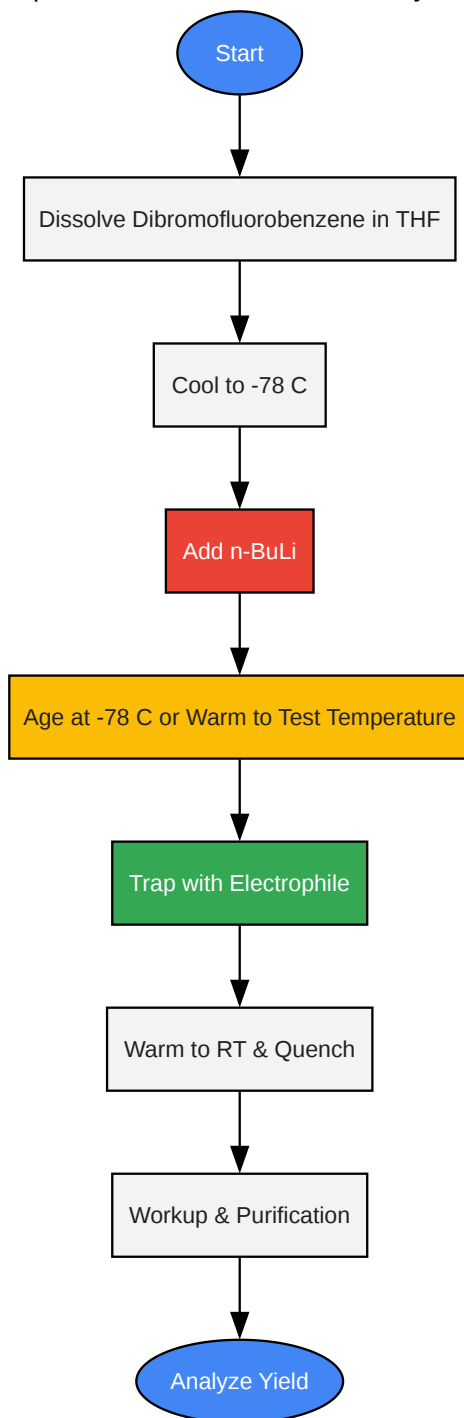 Start
Dissolve Dibromofluorobenzene in THF
Cool to -78 C
Add n-BuLi
Age at -78 C or Warm to Test Temperature
Trap with Electrophile
Warm to RT & Quench
Workup & Purification
Analyze Yield